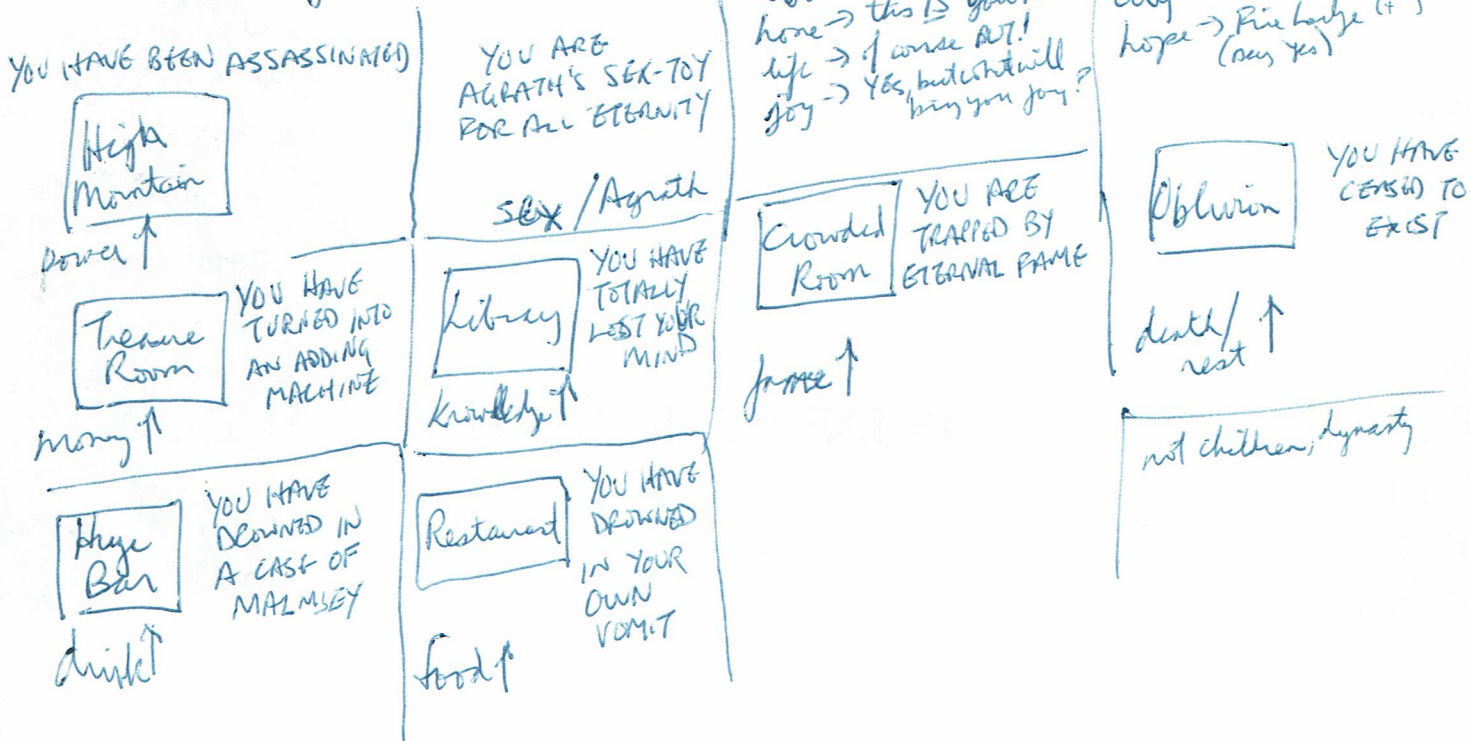 YOU HAVE BEEN ASSASSINATED
High
Mountain
power ↑
YOU ARE
AGRATH'S SEX-TOY
FOR ALL ETERNITY
sex/Agrath
home → this IS
life → of course BUT!
joy → YES, but what will
bring you joy?
hope → Fire
(says yes)
Treasure
Room
YOU HAVE
TURNED INTO
AN ADDING
MACHINE
money ↑
Library
YOU HAVE
TOTALLY
LOST YOUR
MIND
Knowledge ↑
Crowded
Room
YOU ARE
TRAPPED BY
ETERNAL FAME
fame ↑
Oblivion
YOU HAVE
CEASED TO
EXIST
death/
rest ↑
not children, dynasty
Huge
Bar
YOU HAVE
DROWNED IN
A CASE OF
MALMSEY
drink ↑
Restaurant
YOU HAVE
DROWNED
IN YOUR
OWN
VOMIT
food ↑